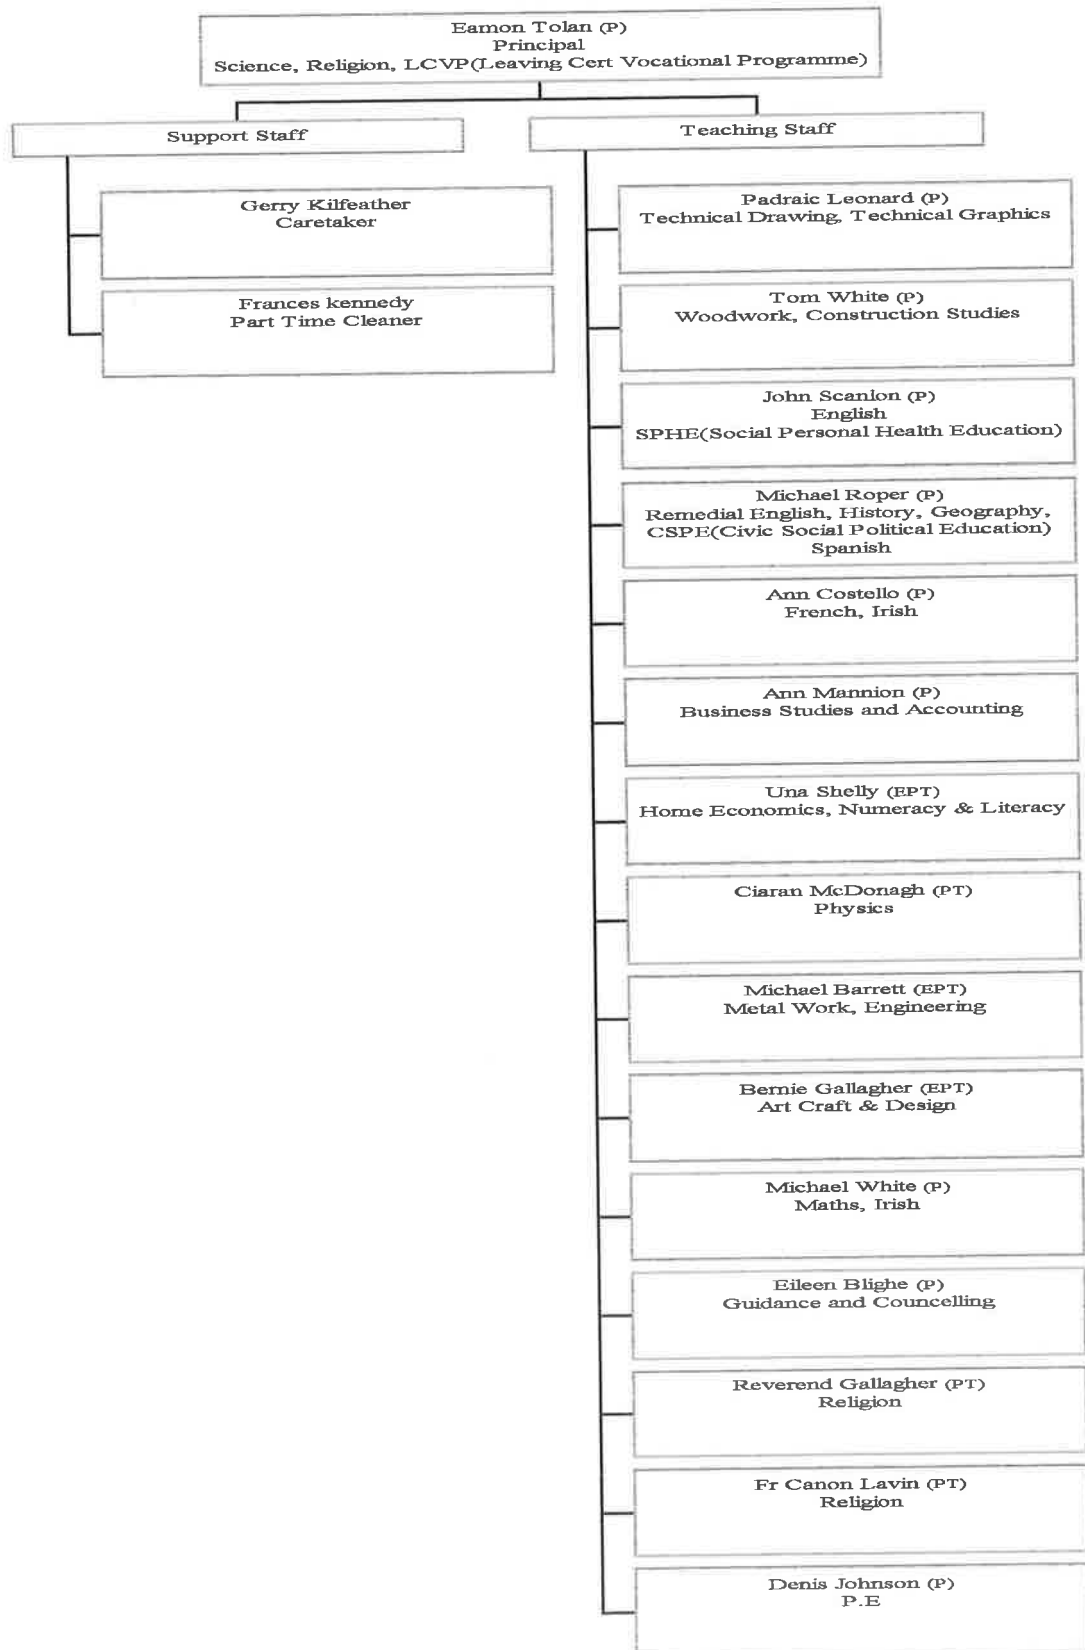 Eamon Tolan (P)
Principal
Science, Religion, LCVP(Leaving Cert Vocational Programme)
Support Staff
Teaching Staff
Gerry Kilfeather
Caretaker
Frances kennedy
Part Time Cleaner
Padraic Leonard (P)
Technical Drawing, Technical Graphics
Tom White (P)
Woodwork, Construction Studies
John Scanlon (P)
English
SPHE(Social Personal Health Education)
Michael Roper (P)
Remedial English, History, Geography,
CSPE(Civic Social Political Education)
Spanish
Ann Costello (P)
French, Irish
Ann Mannion (P)
Business Studies and Accounting
Una Shelly (EPT)
Home Economics, Numeracy & Literacy
Ciaran McDonagh (PT)
Physics
Michael Barrett (EPT)
Metal Work, Engineering
Bernie Gallagher (EPT)
Art Craft & Design
Michael White (P)
Maths, Irish
Eileen Blighe (P)
Guidance and Councelling
Reverend Gallagher (PT)
Religion
Fr Canon Lavin (PT)
Religion
Denis Johnson (P)
P.E